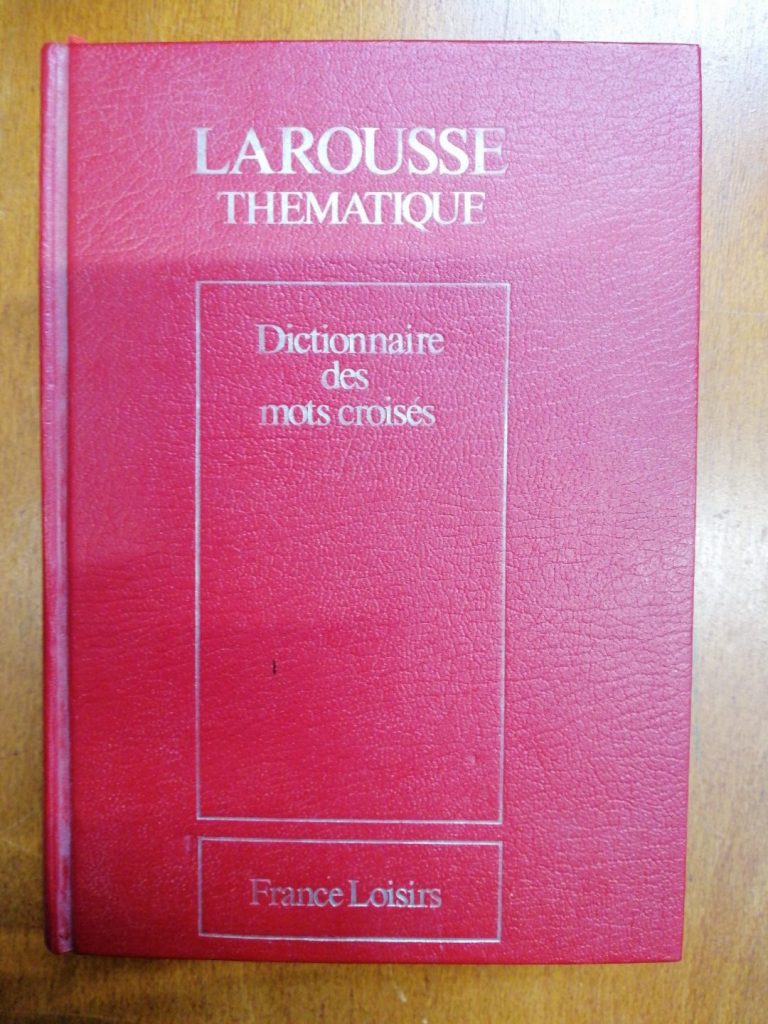 LAROUSSE
THEMATIQUE
Dictionnaire
des
mots croisés
France Loisirs